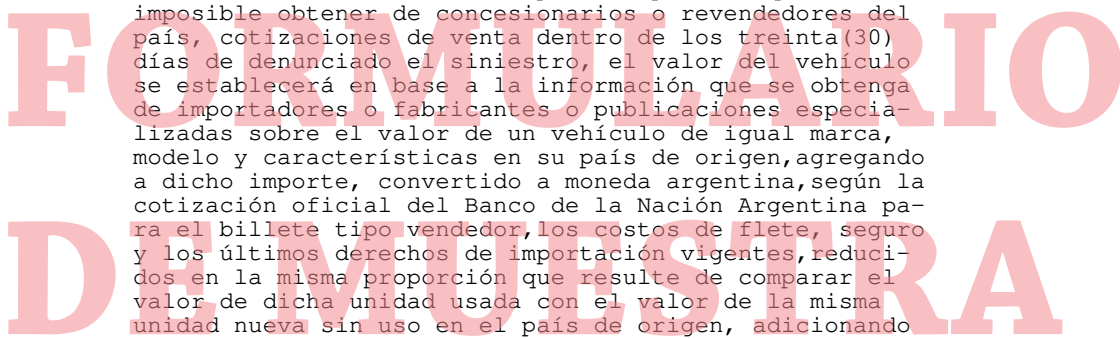 imposible obtener de concesionarios o revendedores del
país, cotizaciones de venta dentro de los treinta(30)
días de denunciado el siniestro, el valor del vehículo
se establecerá en base a la información que se obtenga
de importadores o fabricantes o publicaciones especia-
lizadas sobre el valor de un vehículo de igual marca,
modelo y características en su país de origen,agregando
a dicho importe, convertido a moneda argentina,según la
cotización oficial del Banco de la Nación Argentina pa-
ra el billete tipo vendedor,los costos de flete, seguro
y los últimos derechos de importación vigentes,reduci-
dos en la misma proporción que resulte de comparar el
valor de dicha unidad usada con el valor de la misma
unidad nueva sin uso en el país de origen, adicionando
FORMULARIO
DE MUESTRA